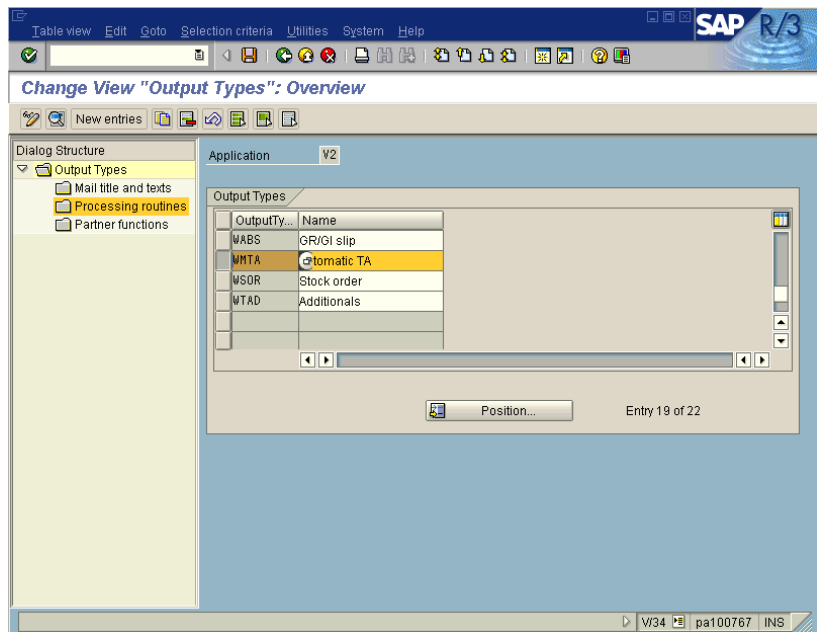 Table view Edit Goto Selection criteria Utilities System Help
SAP R/3
Change View "Output Types": Overview
New entries
Dialog Structure
Output Types
Mail title and texts
Processing routines
Partner functions
Application V2
Output Types
OutputTy... Name
WABS GR/GI slip
WMTA tomatic TA
WSOR Stock order
WTAD Additionals
Position... Entry 19 of 22
V/34 pa100767 INS